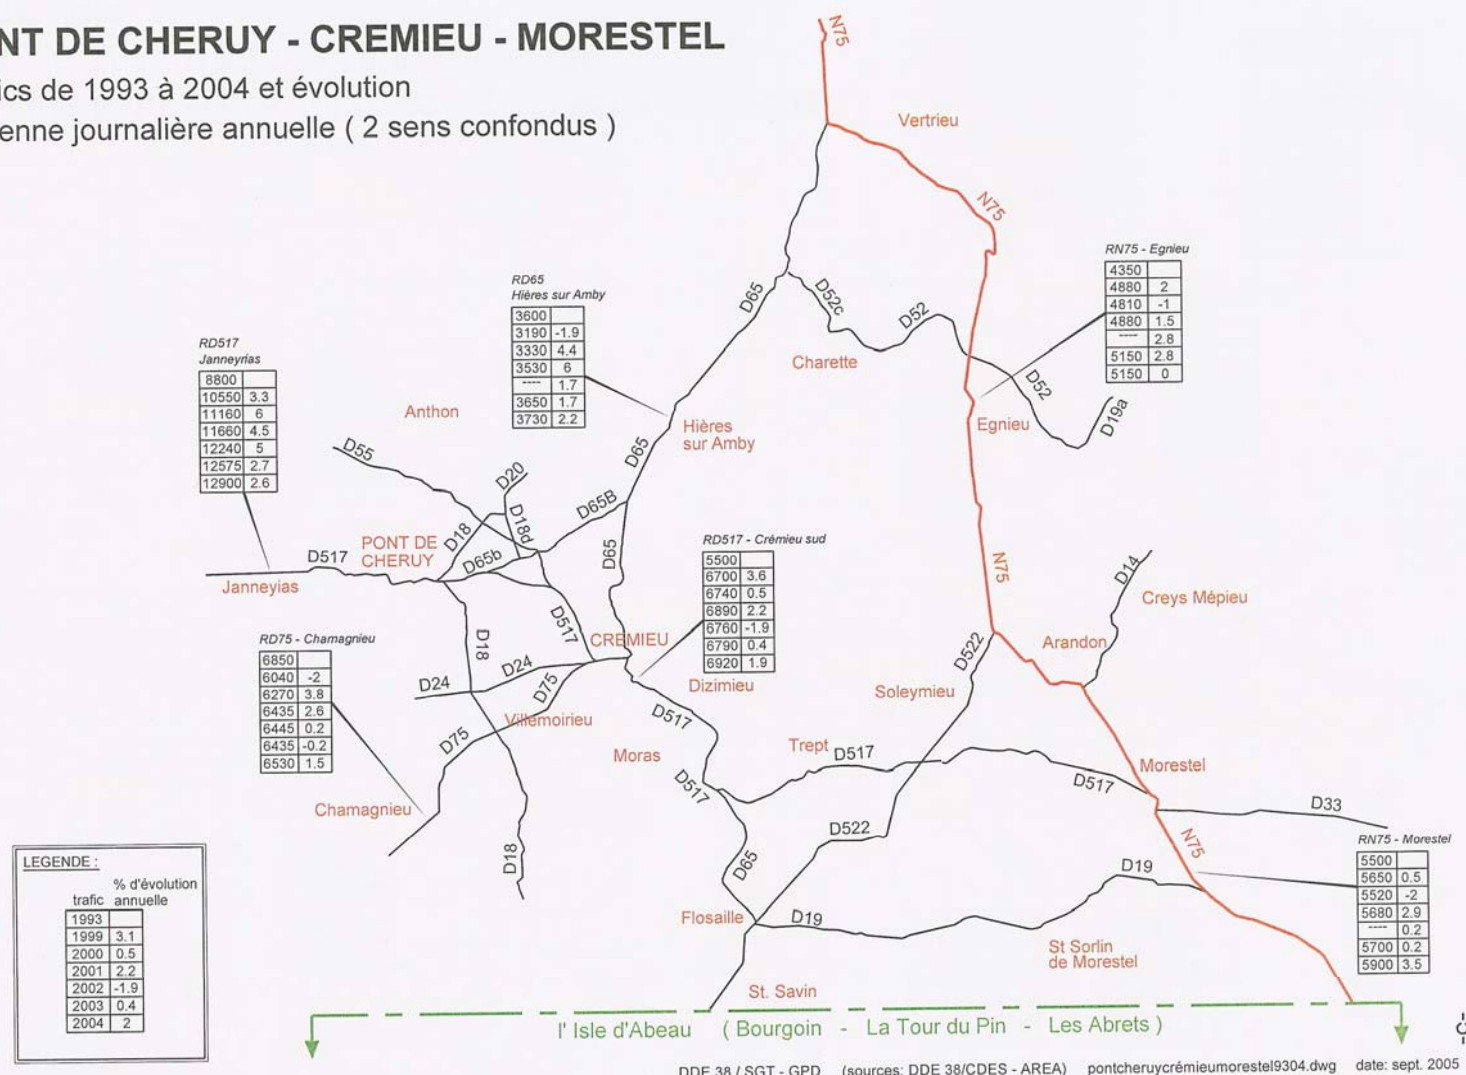 NT DE CHERUY - CREMIEU - MORESTEL
ics de 1993 à 2004 et évolution
enne journalière annuelle ( 2 sens confondus )
N75
Vertrieu
N75
RN75 - Egnieu
4350
4880 2
4810 -1
4880 1.5
---- 2.8
5150 2.8
5150 0
RD65
Hières sur Amby
3600
3190 -1.9
3330 4.4
3530 6
---- 1.7
3650 1.7
3730 2.2
D65
D52c
D52
Charette
D52
D19a
Egnieu
RD517
Janneyrias
8800
10550 3.3
11160 6
11660 4.5
12240 5
12575 2.7
12900 2.6
Anthon
D55
Hières
sur Amby
D65
D20
D65B
D18
D18d
PONT DE
CHERUY
D517
D65b
D65
Janneyias
RD517 - Crémieu sud
5500
6700 3.6
6740 0.5
6890 2.2
6760 -1.9
6790 0.4
6920 1.9
N75
D14
Creys Mépieu
RD75 - Chamagnieu
6850
6040 -2
6270 3.8
6435 2.6
6445 0.2
6435 -0.2
6530 1.5
D18
D517
CREMIEU
Arandon
D522
D24
D24
D75
Dizimieu
Soleymieu
Villemoirieu
D517
D75
Moras
Trept
D517
Morestel
D517
D517
Chamagnieu
D33
D522
N75
RN75 - Morestel
5500
5650 0.5
5520 -2
5680 2.9
---- 0.2
5700 0.2
5900 3.5
D18
D65
D19
Flosaille
D19
St Sorlin
de Morestel
St. Savin
LEGENDE :
% d'évolution
trafic annuelle
1993
1999 3.1
2000 0.5
2001 2.2
2002 -1.9
2003 0.4
2004 2
l' Isle d'Abeau ( Bourgoin - La Tour du Pin - Les Abrets )
DDE 38 / SGT - GPD (sources: DDE 38/CDES - AREA) pontcheruycrémieumorestel9304.dwg date: sept. 2005